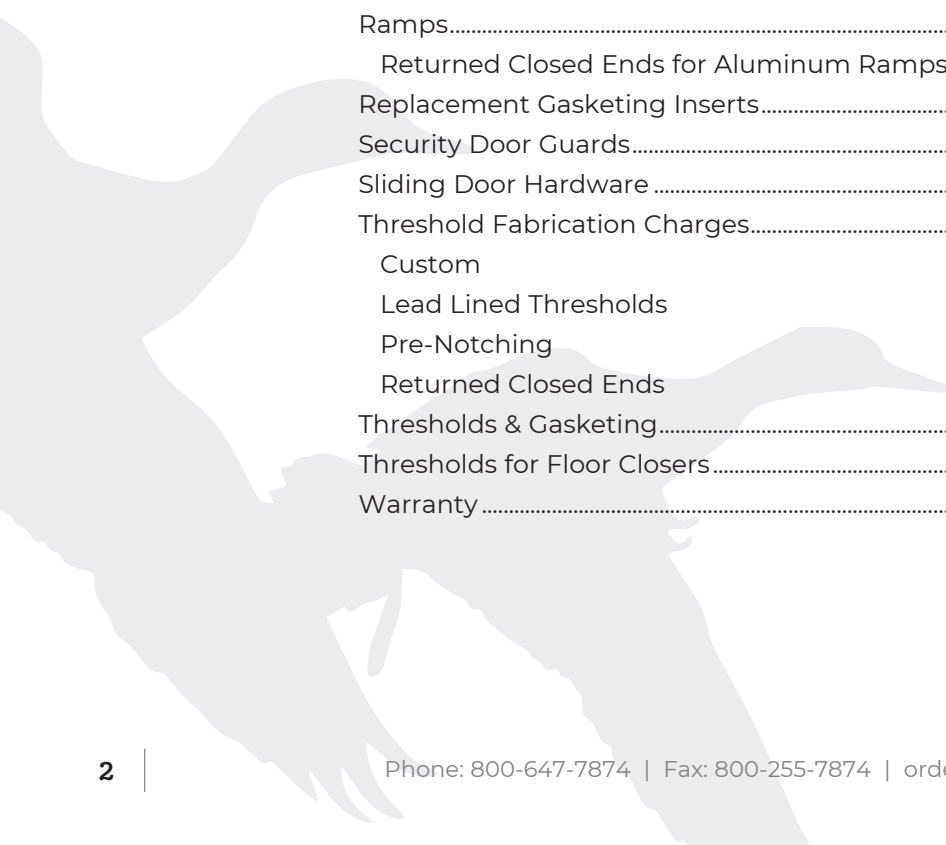 Ramps................................................................................................
Returned Closed Ends for Aluminum Ramps
Replacement Gasketing Inserts....................................
Security Door Guards..............................................................
Sliding Door Hardware ..........................................................
Threshold Fabrication Charges.......................................
Custom
Lead Lined Thresholds
Pre-Notching
Returned Closed Ends
Thresholds & Gasketing.........................................................
Thresholds for Floor Closers..............................................
Warranty .........................................................................................
2
Phone: 800-647-7874 | Fax: 800-255-7874 |